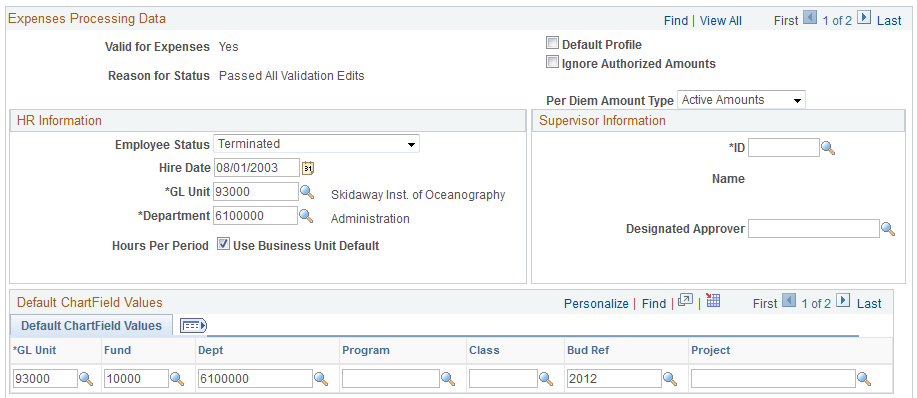 Expenses Processing Data Find | View All First 1 of 2 Last
Valid for Expenses Yes Default Profile
Ignore Authorized Amounts
Reason for Status Passed All Validation Edits
Per Diem Amount Type Active Amounts
HR Information Supervisor Information
Employee Status Terminated *ID
Hire Date 08/01/2003 31
Name
*GL Unit 93000 Skidaway Inst. of Oceanography
*Department 6100000 Administration
Designated Approver
Hours Per Period Use Business Unit Default
Default ChartField Values Personalize | Find | | First 1 of 2 Last
Default ChartField Values
*GL Unit Fund Dept Program Class Bud Ref Project
93000 10000 6100000 2012